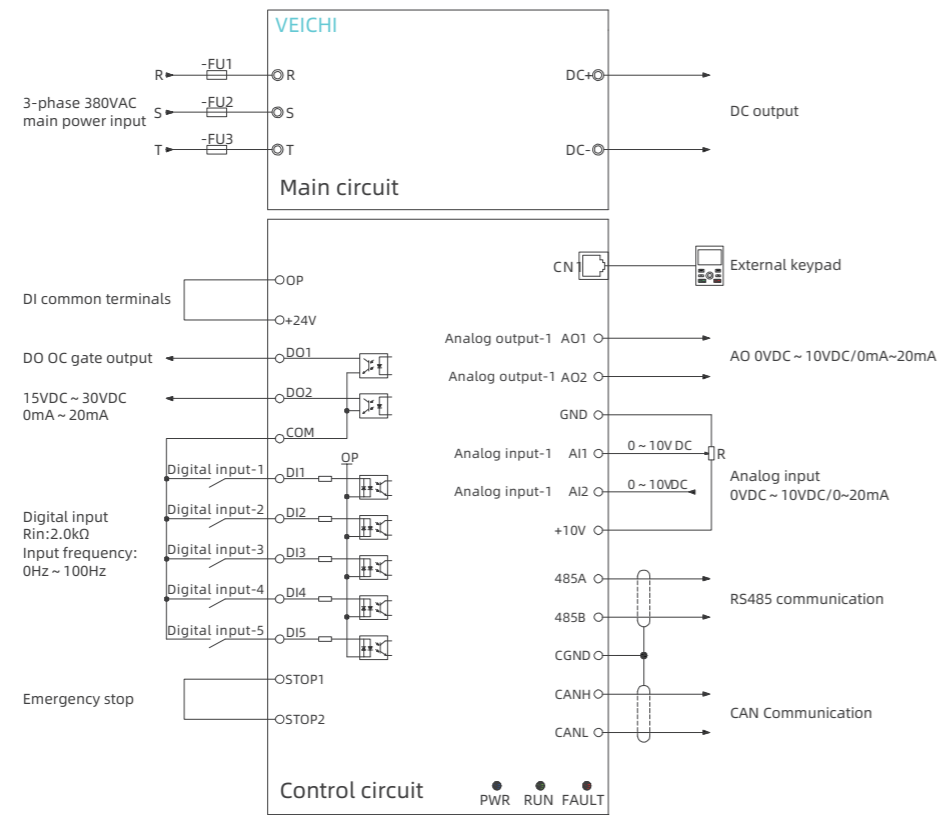 VEICHI
-FU1
R
R
DC+
3-phase 380VAC
main power input
-FU2
S
S
DC output
-FU3
T
T
DC-
Main circuit
CN1
External keypad
OP
DI common terminals
+24V
Analog output-1 AO1
AO 0VDC~10VDC/0mA~20mA
DO OC gate output
DO1
Analog output-1 AO2
15VDC~30VDC
0mA~20mA
DO2
GND
COM
OP
Analog input-1 AI1
0~10V DC
R
Digital input-1
DI1
Analog input-1 AI2
0~10VDC
Analog input
0VDC~10VDC/0~20mA
Digital input-2
DI2
+10V
Digital input
Rin:2.0kΩ
Input frequency:
0Hz~100Hz
Digital input-3
DI3
485A
RS485 communication
Digital input-4
DI4
485B
Digital input-5
DI5
CGND
STOP1
Emergency stop
STOP2
CANH
CAN Communication
CANL
Control circuit
PWR RUN FAULT